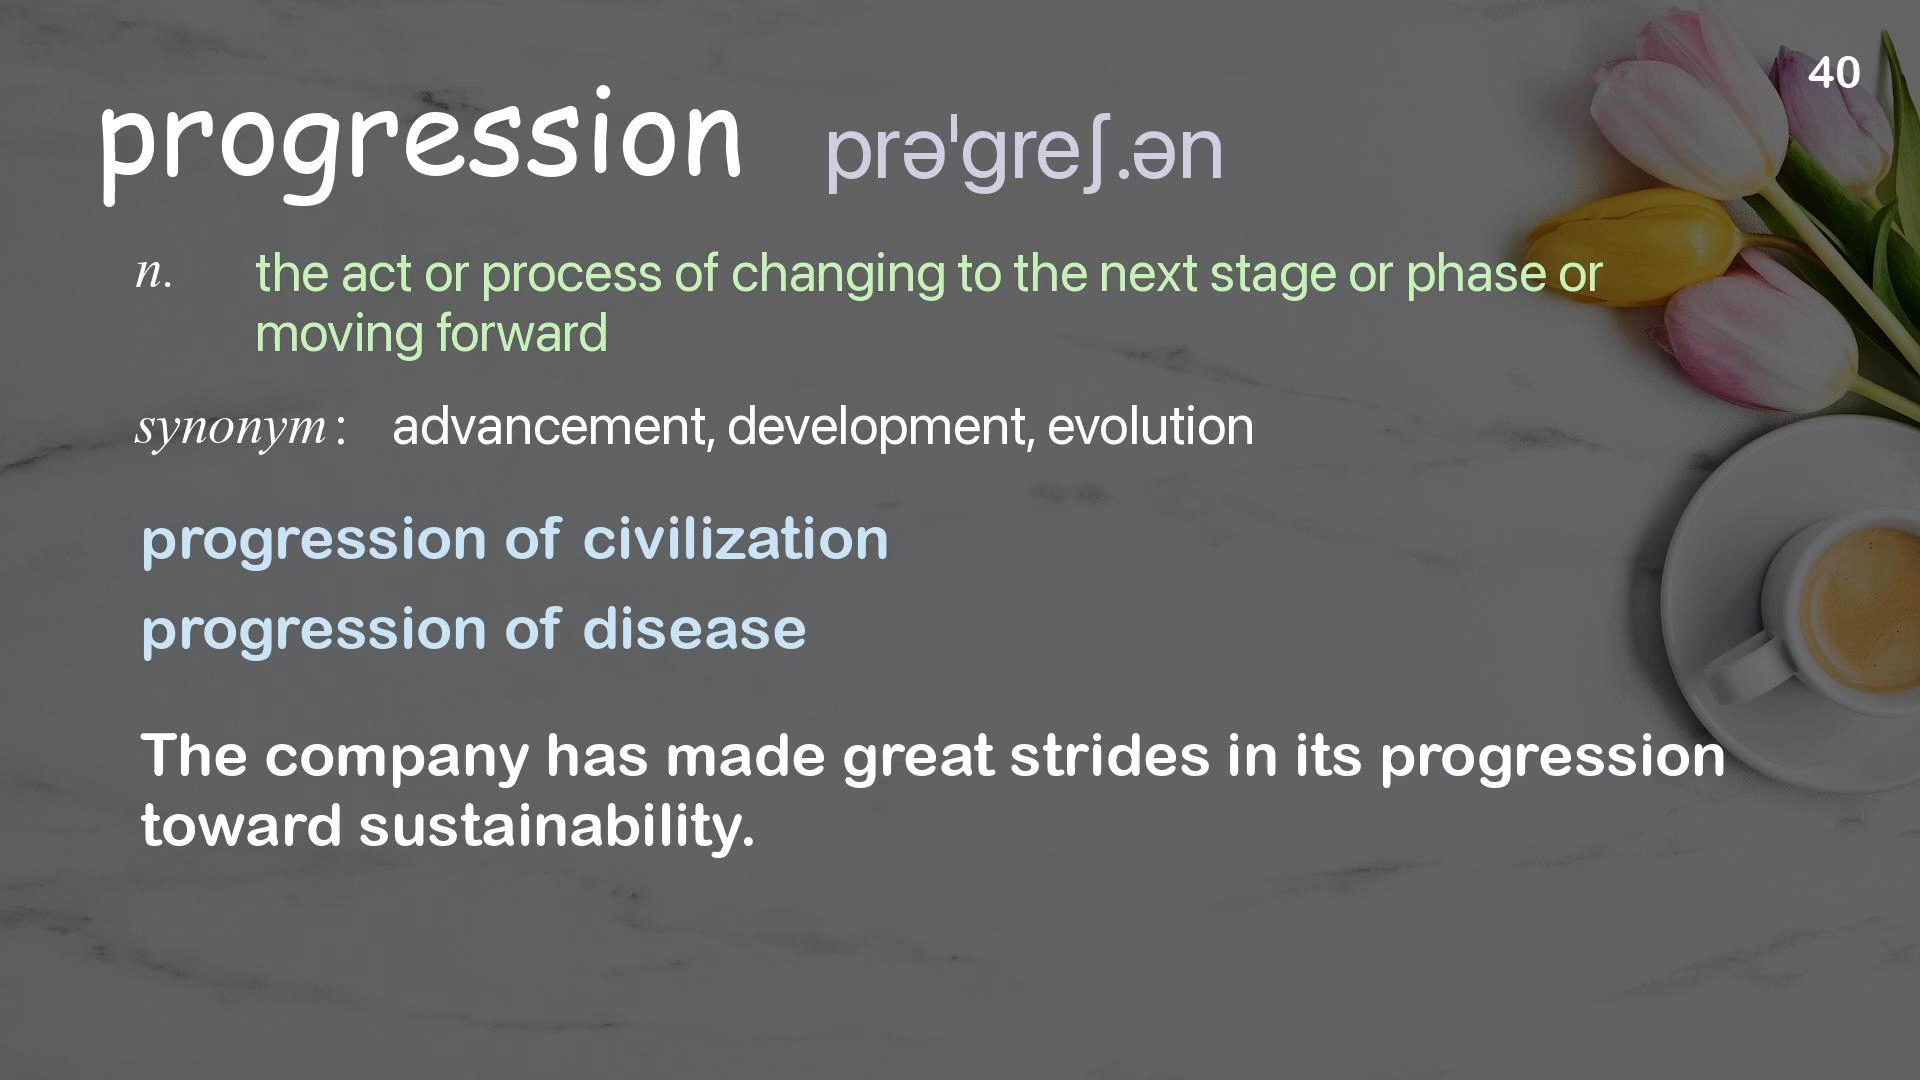 40
progression prəˈɡreʃ.ən
n. the act or process of changing to the next stage or phase or
moving forward
synonym: advancement, development, evolution
progression of civilization
progression of disease
The company has made great strides in its progression
toward sustainability.